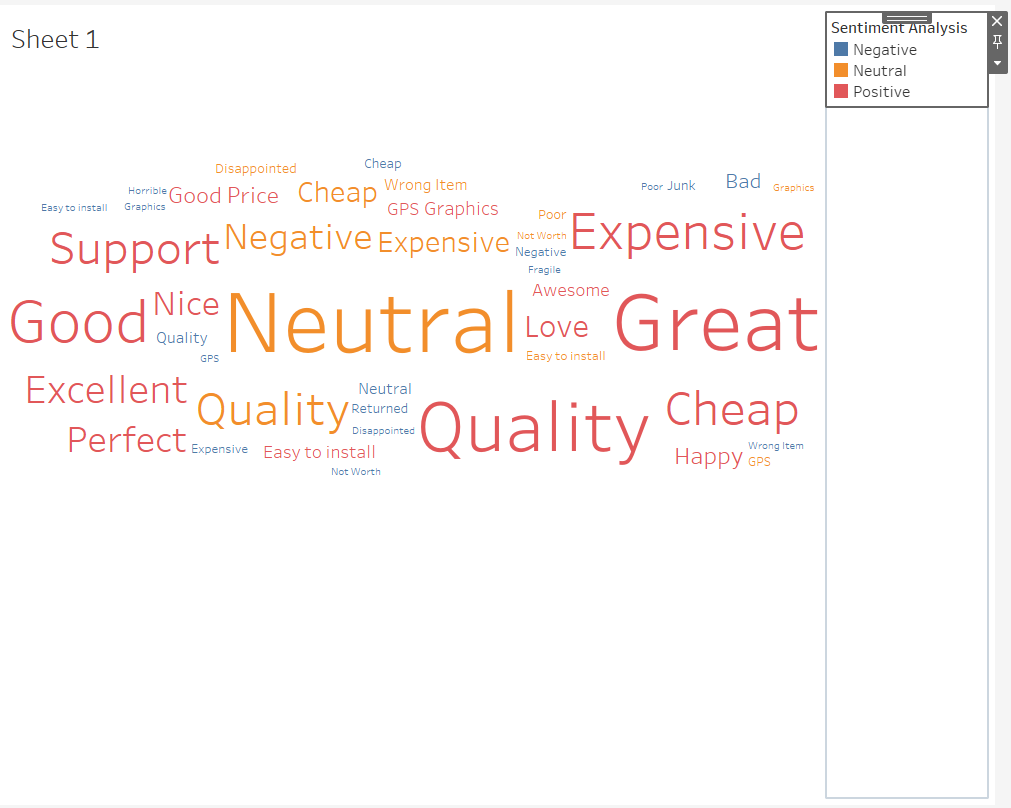 Sheet 1
Sentiment Analysis
Negative
Neutral
Positive
Disappointed
Cheap
Horrible
Good Price
Cheap
Wrong Item
Poor
Junk
Bad
Graphics
Easy to install
Graphics
GPS Graphics
Support
Negative
Expensive
Poor
Not Worth
Negative
Fragile
Expensive
Good
Nice
Quality
GPS
Neutral
Awesome
Love
Easy to install
Great
Excellent
Perfect
Quality
Expensive
Neutral
Returned
Disappointed
Easy to install
Not Worth
Quality
Cheap
Happy
Wrong Item
GPS